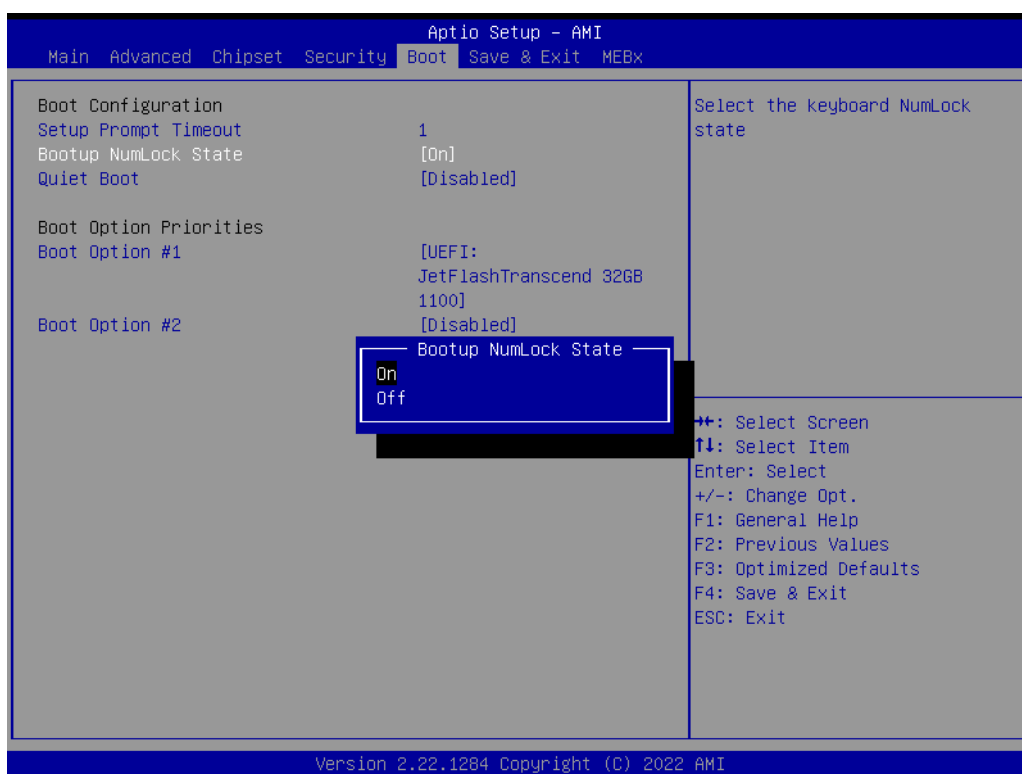 Aptio Setup – AMI
Main Advanced Chipset Security Boot Save & Exit MEBx
Boot Configuration
Setup Prompt Timeout 1
Bootup NumLock State [On]
Quiet Boot [Disabled]
Boot Option Priorities
Boot Option #1 [UEFI:
JetFlashTranscend 32GB
1100]
Boot Option #2 [Disabled]
Bootup NumLock State
On
Off
Select the keyboard NumLock
state
→←: Select Screen
↑↓: Select Item
Enter: Select
+/-: Change Opt.
F1: General Help
F2: Previous Values
F3: Optimized Defaults
F4: Save & Exit
ESC: Exit
Version 2.22.1284 Copyright (C) 2022 AMI